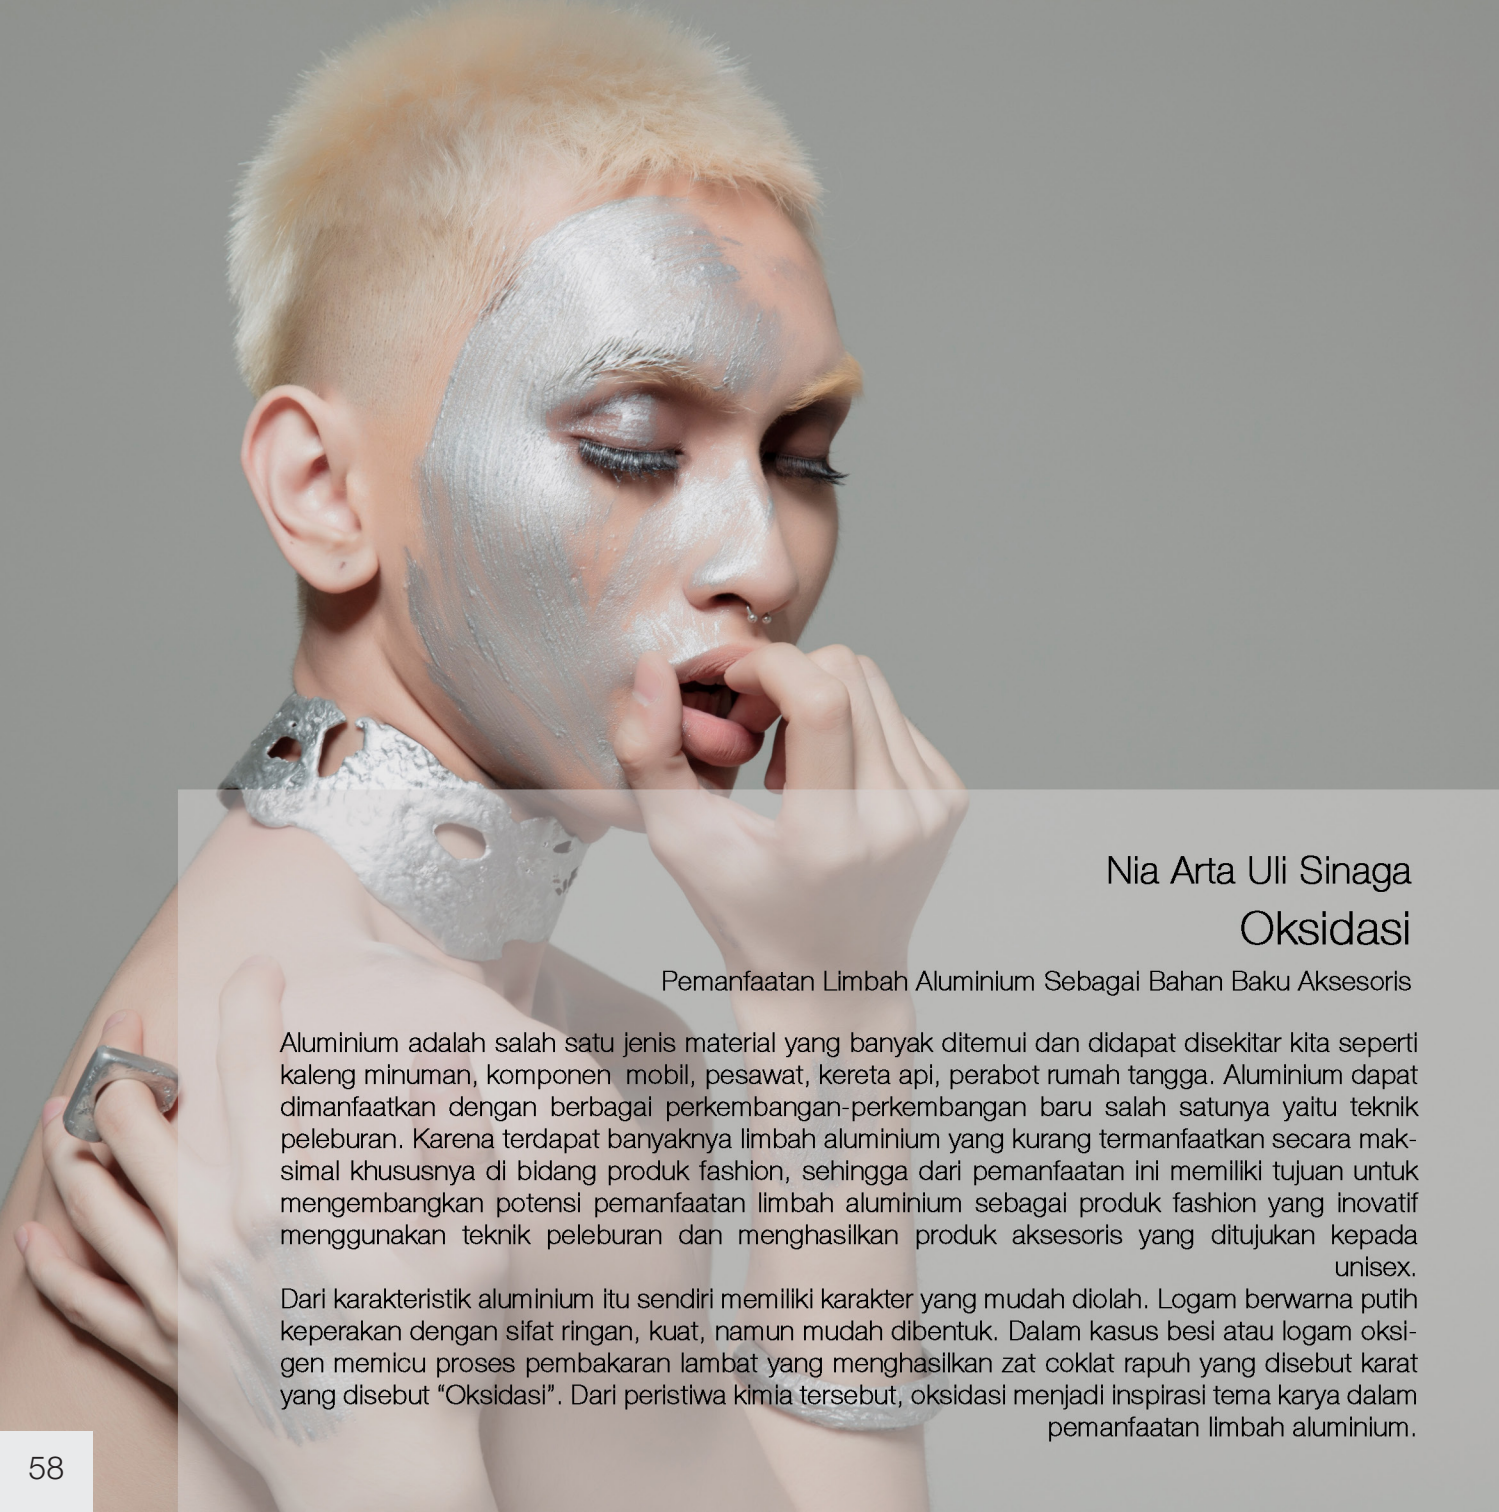 Nia Arta Uli Sinaga
Oksidasi
Pemanfaatan Limbah Aluminium Sebagai Bahan Baku Aksesoris
Aluminium adalah salah satu jenis material yang banyak ditemui dan didapat disekitar kita seperti
kaleng minuman, komponen mobil, pesawat, kereta api, perabot rumah tangga. Aluminium dapat
dimanfaatkan dengan berbagai perkembangan-perkembangan baru salah satunya yaitu teknik
peleburan. Karena terdapat banyaknya limbah aluminium yang kurang termanfaatkan secara mak-
simal khususnya di bidang produk fashion, sehingga dari pemanfaatan ini memiliki tujuan untuk
mengembangkan potensi pemanfaatan limbah aluminium sebagai produk fashion yang inovatif
menggunakan teknik peleburan dan menghasilkan produk aksesoris yang ditujukan kepada
unisex.
Dari karakteristik aluminium itu sendiri memiliki karakter yang mudah diolah. Logam berwarna putih
keperakan dengan sifat ringan, kuat, namun mudah dibentuk. Dalam kasus besi atau logam oksi-
gen memicu proses pembakaran lambat yang menghasilkan zat coklat rapuh yang disebut karat
yang disebut “Oksidasi”. Dari peristiwa kimia tersebut, oksidasi menjadi inspirasi tema karya dalam
pemanfaatan limbah aluminium.
58